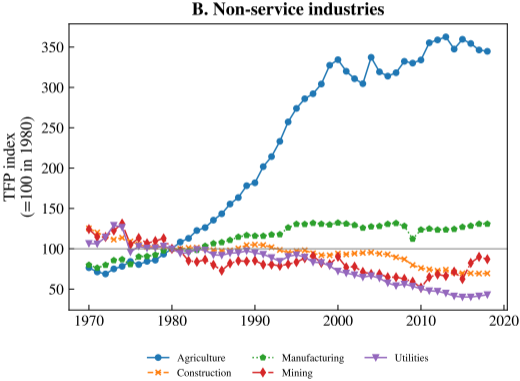 B. Non-service industries
TFP index
(=100 in 1980)
350
300
250
200
150
100
50
1970
1980
1990
2000
2010
2020
Agriculture
Manufacturing
Utilities
Construction
Mining